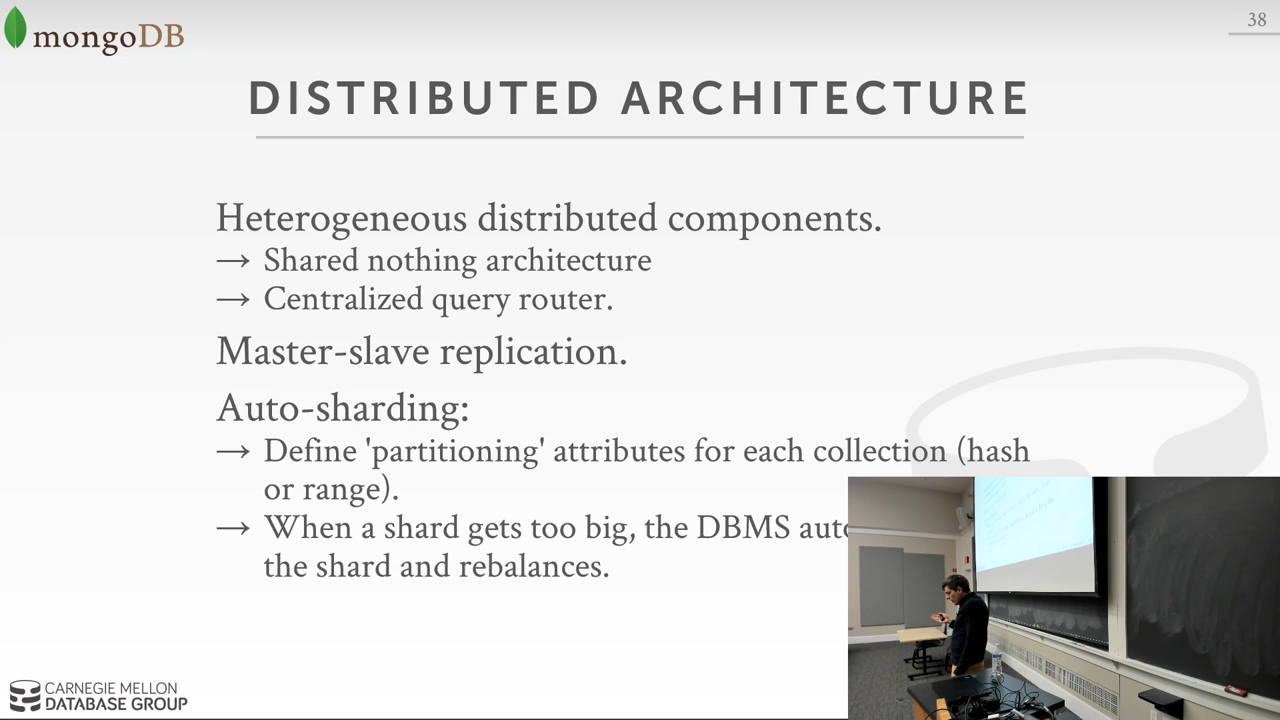 mongoDB
38
DISTRIBUTED ARCHITECTURE
Heterogeneous distributed components.
→ Shared nothing architecture
→ Centralized query router.
Master-slave replication.
Auto-sharding:
→ Define 'partitioning' attributes for each collection (hash
or range).
→ When a shard gets too big, the DBMS
the shard and rebalances.
CARNEGIE MELLON
DATABASE GROUP